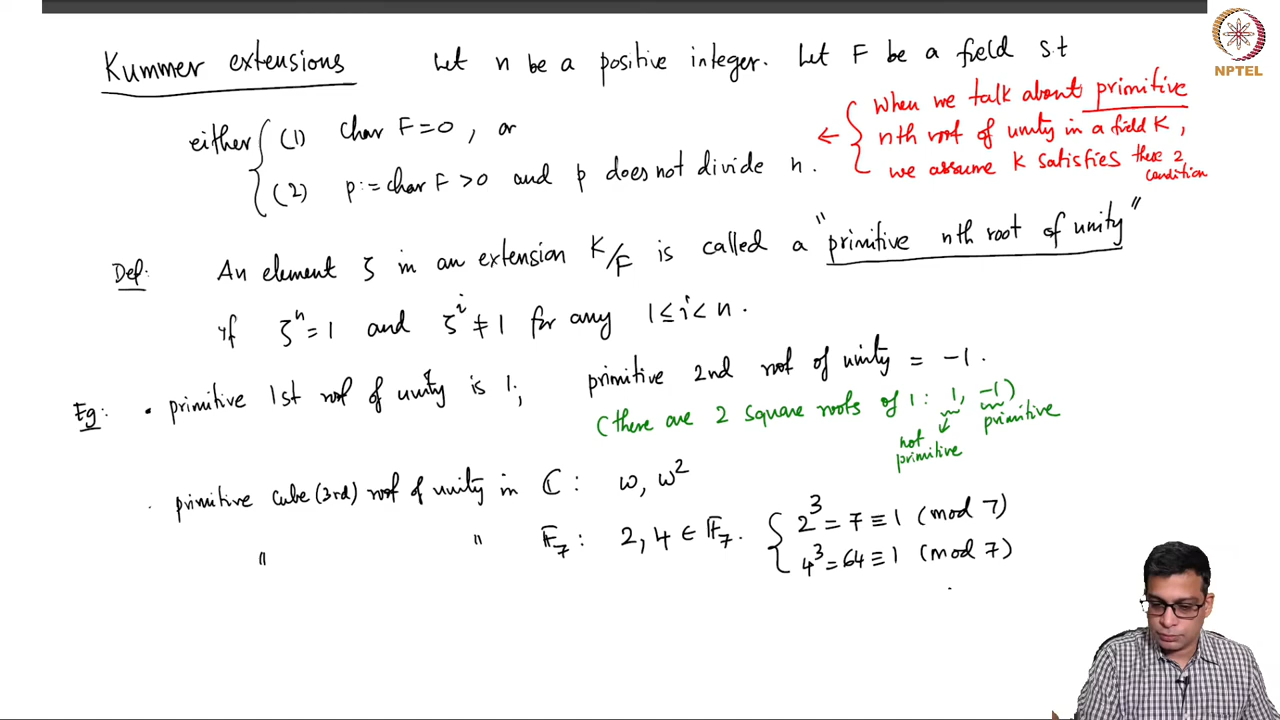 Kummer extensions Let n be a positive integer. Let F be a field s.t
either { (1) char F = 0, or
(2) p := char F > 0 and p does not divide n.
← { When we talk about primitive
nth root of unity in a field K,
we assume K satisfies these 2
condition
Def: An element ζ in an extension K/F is called a "primitive nth root of unity"
if ζ^n = 1 and ζ^i ≠ 1 for any 1 ≤ i < n.
Eg: • primitive 1st root of unity is 1; primitive 2nd root of unity = -1.
(there are 2 square roots of 1: 1, -1)
not primitive
primitive
· primitive cube (3rd) root of unity in ℂ: ω, ω²
" " 𝔽₇: 2, 4 ∈ 𝔽₇. { 2³ = 7 ≡ 1 (mod 7)
4³ = 64 ≡ 1 (mod 7)
NPTEL